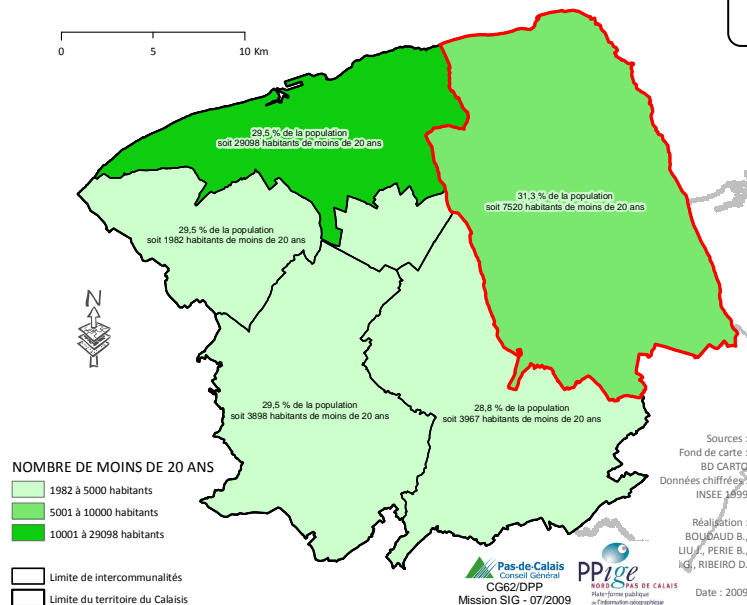 0 5 10 Km
29,5 % de la population
soit 29098 habitants de moins de 20 ans
31,3 % de la population
soit 7520 habitants de moins de 20 ans
29,5 % de la population
soit 1982 habitants de moins de 20 ans
N
29,5 % de la population
soit 3898 habitants de moins de 20 ans
28,8 % de la population
soit 3967 habitants de moins de 20 ans
NOMBRE DE MOINS DE 20 ANS
1982 à 5000 habitants
5001 à 10000 habitants
10001 à 29098 habitants
Limite de intercommunalités
Limite du territoire du Calaisis
Pas-de-Calais
Conseil Général
CG62/DPP
Mission SIG - 07/2009
PPige
NORD PAS DE CALAIS
Plate-forme publique
de l'information géographique
Sources :
Fond de carte :
BD CARTO
Données chiffrées :
INSEE 1999
Réalisation :
BOUDAUD B.,
LIU J., PERIE B.,
G., RIBEIRO D.
Date : 2009